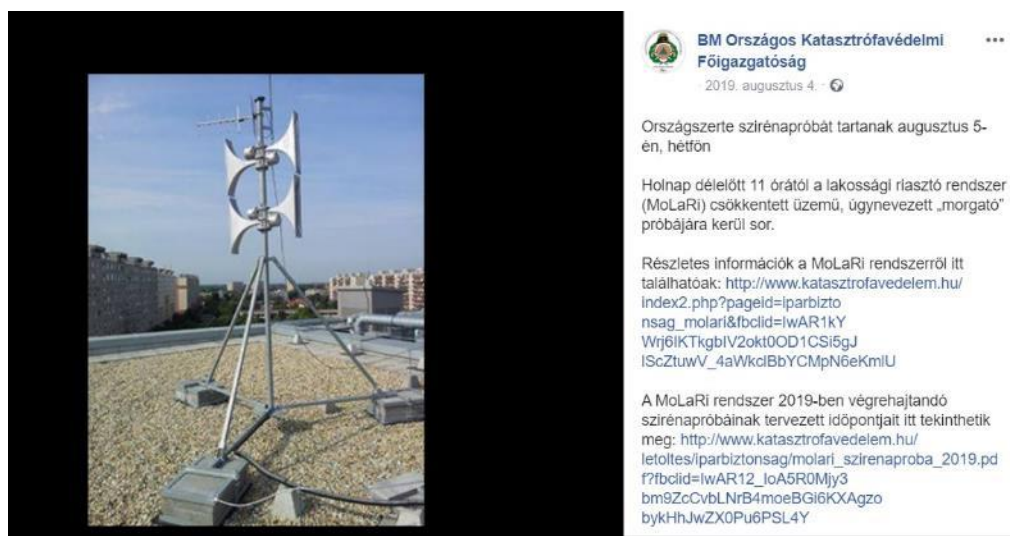 BM Országos Katasztrófavédelmi
Főigazgatóság
· 2019. augusztus 4. ·
Országszerte szirénapróbát tartanak augusztus 5-
én, hétfőn
Holnap délelőtt 11 órától a lakossági riasztó rendszer
(MoLaRi) csökkentett üzemű, úgynevezett „morgató”
próbájára kerül sor.
Részletes információk a MoLaRi rendszerről itt
találhatóak: http://www.katasztrofavedelem.hu/
index2.php?pageid=iparbizto
nsag_molari&fbclid=IwAR1kY
Wrj6IKTkgbIV2okt0OD1CSi5gJ
lScZtuwV_4aWkclBbYCMpN6eKmlU
A MoLaRi rendszer 2019-ben végrehajtandó
szirénapróbáinak tervezett időpontjait itt tekinthetik
meg: http://www.katasztrofavedelem.hu/
letoltes/iparbiztonsag/molari_szirenaproba_2019.pd
f?fbclid=IwAR12_IoA5R0Mjy3
bm9ZcCvbLNrB4moeBGi6KXAgzo
bykHhJwZX0Pu6PSL4Y